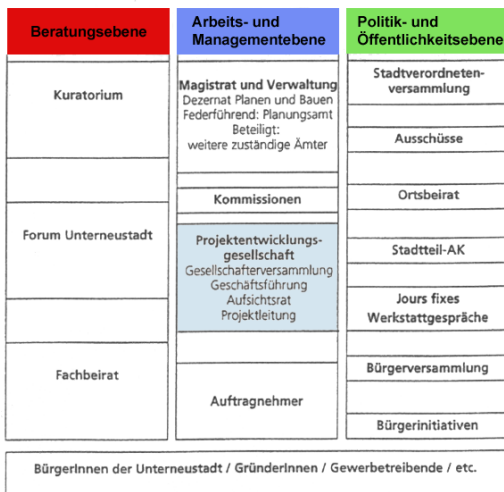 Beratungsebene
Kuratorium
Forum Unterneustadt
Fachbeirat
Arbeits- und
Managementebene
Magistrat und Verwaltung
Dezernat Planen und Bauen
Federführend: Planungsamt
Beteiligt:
weitere zuständige Ämter
Kommissionen
Projektentwicklungs-
gesellschaft
Gesellschafterversammlung
Geschäftsführung
Aufsichtsrat
Projektleitung
Auftragnehmer
Politik- und
Öffentlichkeitsebene
Stadtverordneten-
versammlung
Ausschüsse
Ortsbeirat
Stadtteil-AK
Jours fixes
Werkstattgespräche
Bürgerversammlung
Bürgerinitiativen
BürgerInnen der Unterneustadt / GründerInnen / Gewerbetreibende / etc.